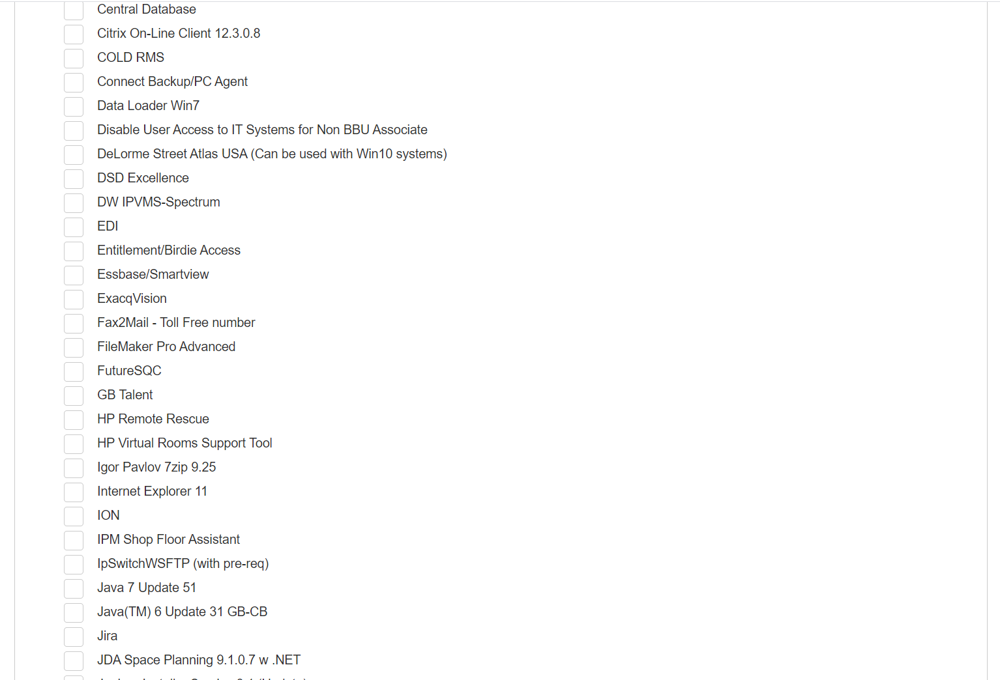 Central Database
Citrix On-Line Client 12.3.0.8
COLD RMS
Connect Backup/PC Agent
Data Loader Win7
Disable User Access to IT Systems for Non BBU Associate
DeLorme Street Atlas USA (Can be used with Win10 systems)
DSD Excellence
DW IPVMS-Spectrum
EDI
Entitlement/Birdie Access
Essbase/Smartview
ExacqVision
Fax2Mail - Toll Free number
FileMaker Pro Advanced
FutureSQC
GB Talent
HP Remote Rescue
HP Virtual Rooms Support Tool
Igor Pavlov 7zip 9.25
Internet Explorer 11
ION
IPM Shop Floor Assistant
IpSwitchWSFTP (with pre-req)
Java 7 Update 51
Java(TM) 6 Update 31 GB-CB
Jira
JDA Space Planning 9.1.0.7 w .NET